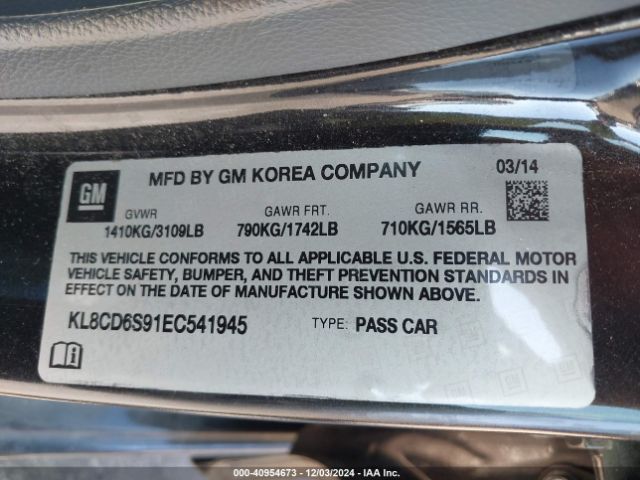 GM
MFD BY GM KOREA COMPANY
03/14
GVWR
GAWR FRT.
GAWR RR.
1410KG/3109LB
790KG/1742LB
710KG/1565LB
THIS VEHICLE CONFORMS TO ALL APPLICABLE U.S. FEDERAL MOTOR
VEHICLE SAFETY, BUMPER, AND THEFT PREVENTION STANDARDS IN
EFFECT ON THE DATE OF MANUFACTURE SHOWN ABOVE.
KL8CD6S91EC541945
TYPE: PASS CAR
000-40954673 - 12/03/2024 - IAA Inc.